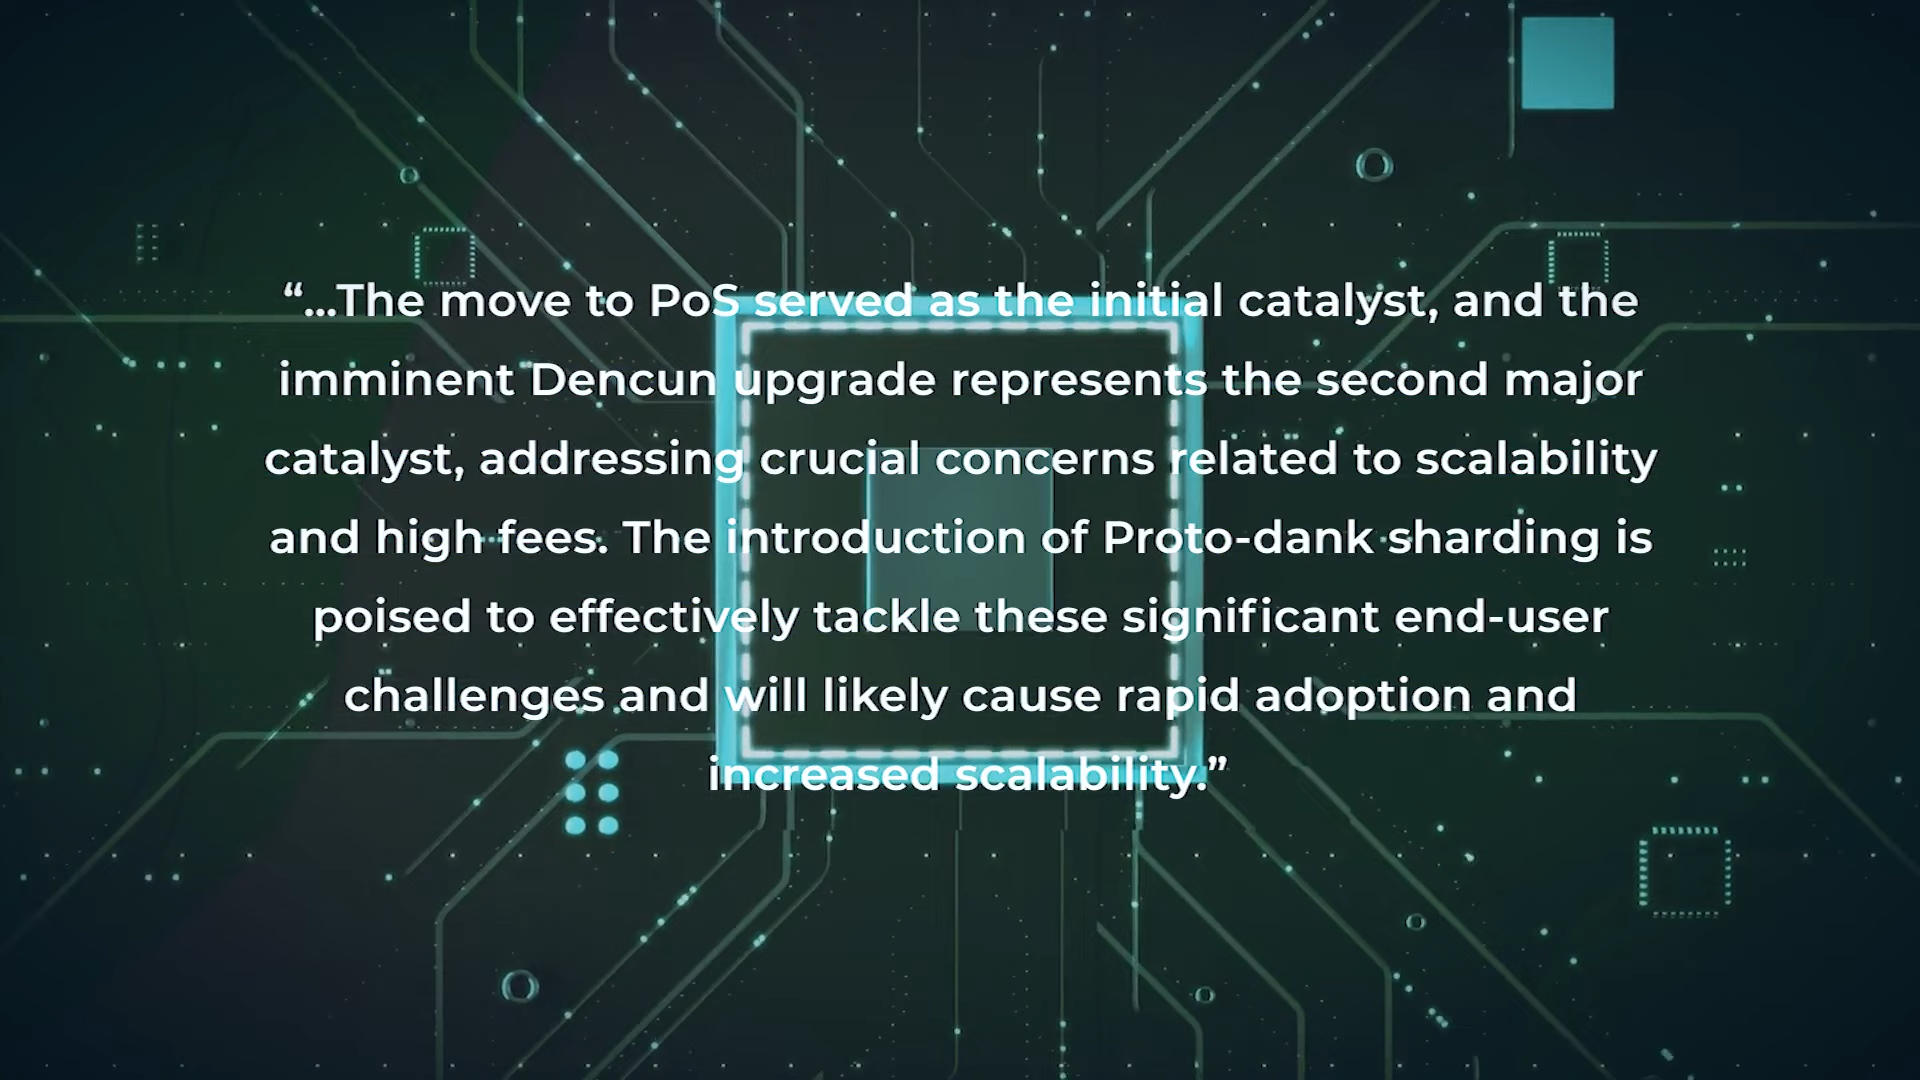 “...The move to PoS served as the initial catalyst, and the
imminent Dencun upgrade represents the second major
catalyst, addressing crucial concerns related to scalability
and high fees. The introduction of Proto-dank sharding is
poised to effectively tackle these significant end-user
challenges and will likely cause rapid adoption and
increased scalability.”